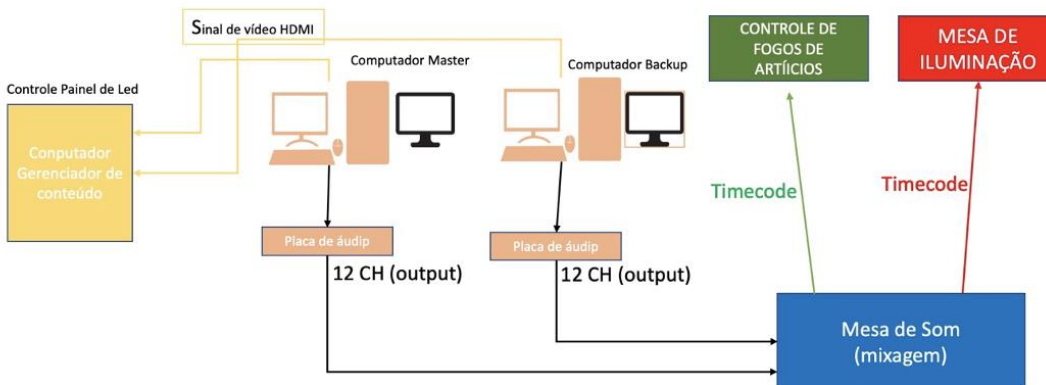 Sinal de vídeo HDMI
Computador Master
Computador Backup
CONTROLE DE
FOGOS DE
ARTIÍCIOS
MESA DE
ILUMINAÇÃO
Controle Painel de Led
Conputador
Gerenciador de
conteúdo
Timecode
Timecode
Placa de áudip
Placa de áudip
12 CH (output)
12 CH (output)
Mesa de Som
(mixagem)